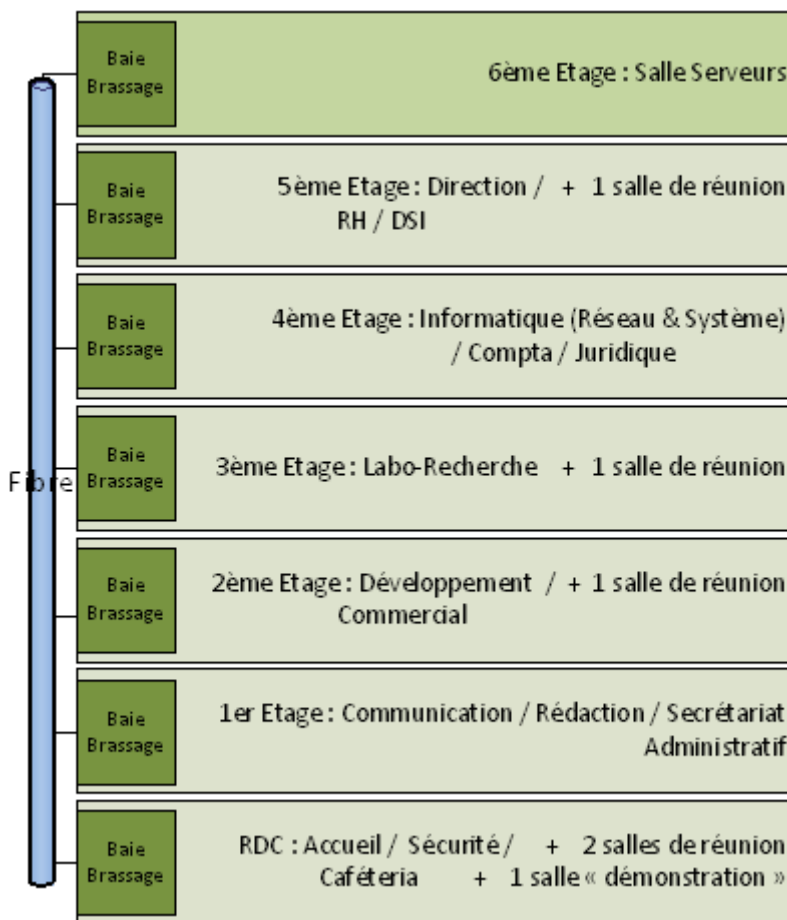 Baie
Brassage
6ème Etage : Salle Serveurs
Baie
Brassage
5ème Etage : Direction / + 1 salle de réunion
RH / DSI
Baie
Brassage
4ème Etage : Informatique (Réseau & Système)
/ Compta / Juridique
Fibre
Baie
Brassage
3ème Etage : Labo-Recherche + 1 salle de réunion
Baie
Brassage
2ème Etage : Développement / + 1 salle de réunion
Commercial
Baie
Brassage
1er Etage : Communication / Rédaction / Secrétariat
Administratif
Baie
Brassage
RDC : Accueil / Sécurité / + 2 salles de réunion
Caféteria + 1 salle « démonstration »